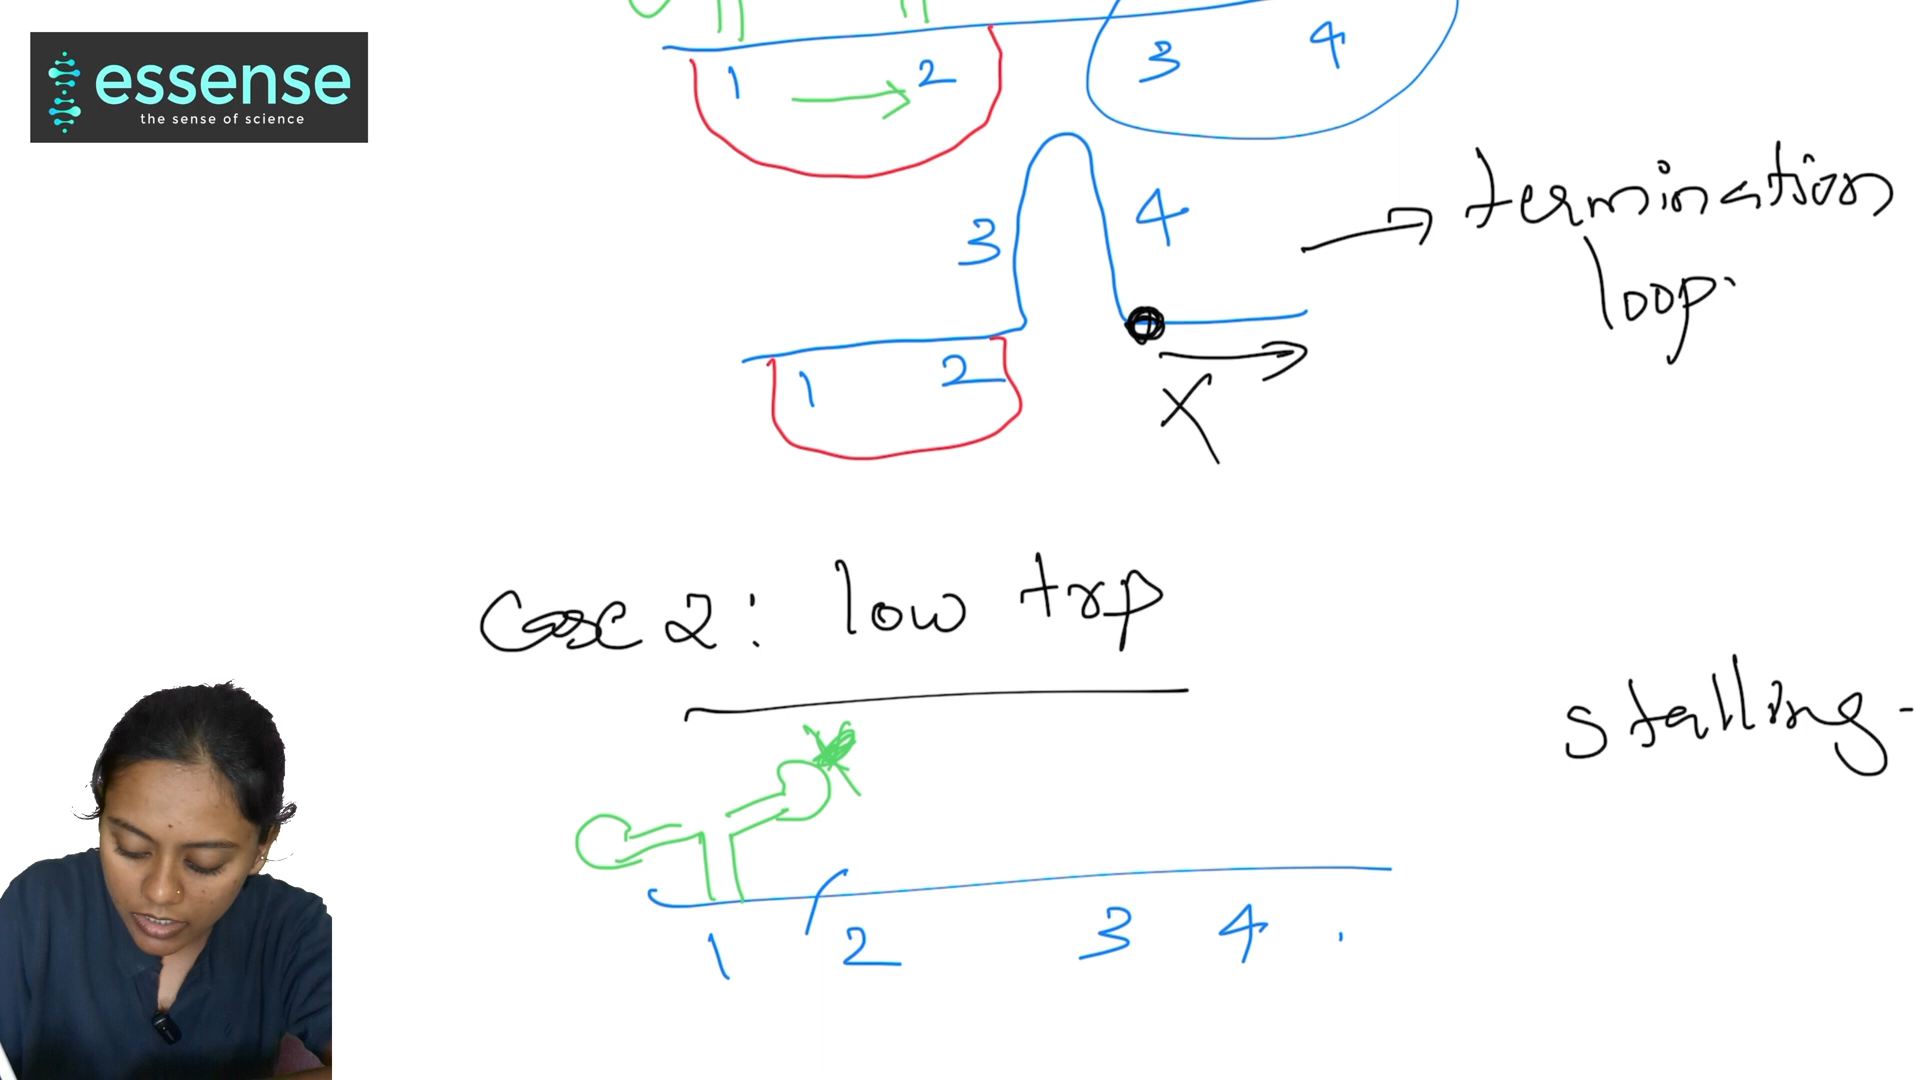 essense
the sense of science
1 2 3 4
3 4
termination
loop.
1 2
X
Case 2: low trp
stalling -
1 2 3 4 .